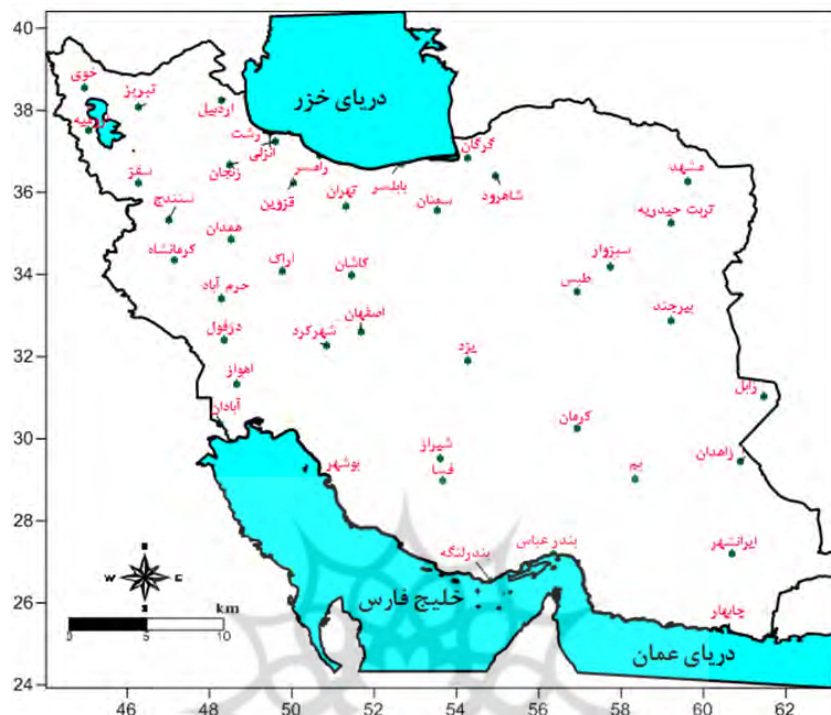 40
38
36
34
32
30
28
26
24
46
48
50
52
54
56
58
60
62
دریای خزر
خوی
تبریز
اردبیل
ارومیه
رشت
انزلی
گرگان
سقز
زنجان
رامسر
بابلسر
شاهرود
مشهد
سنندج
قزوین
تهران
سمنان
تربت حیدریه
همدان
کرمانشاه
اراک
کاشان
سبزوار
خرم آباد
طبس
بیرجند
دزفول
شهرکرد
اصفهان
یزد
اهواز
زابل
آبادان
کرمان
شیراز
زاهدان
بوشهر
فسا
بم
بندرلنگه
بندر عباس
ایرانشهر
خلیج فارس
چابهار
دریای عمان
W
E
km
0
5
10